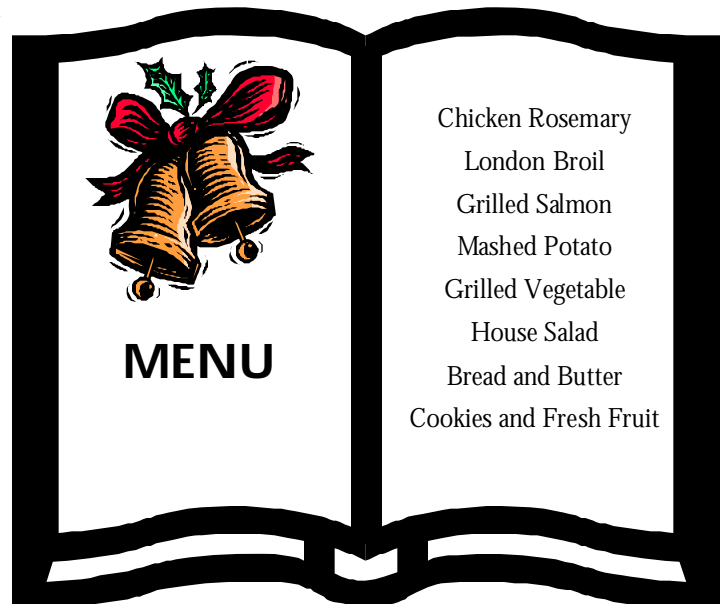 MENU
Chicken Rosemary
London Broil
Grilled Salmon
Mashed Potato
Grilled Vegetable
House Salad
Bread and Butter
Cookies and Fresh Fruit